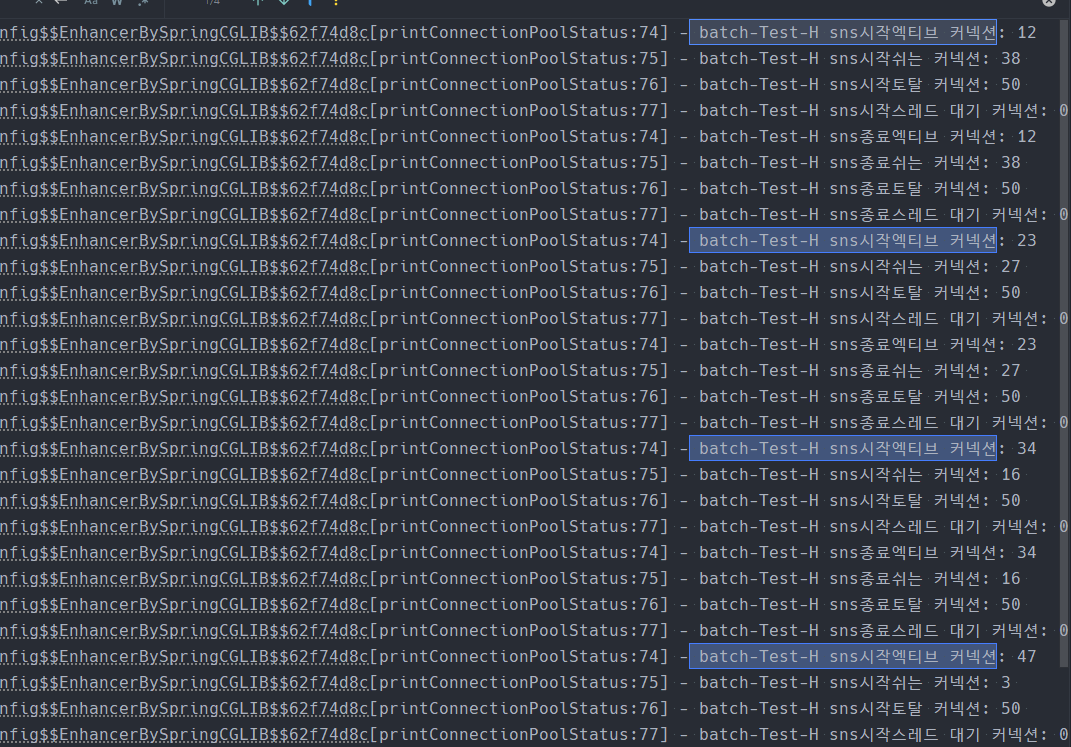 Aa W .* 1/4
nfig$$EnhancerBySpringCGLIB$$62f74d8c[printConnectionPoolStatus:74] - batch-Test-H sns시작엑티브 커넥션: 12
nfig$$EnhancerBySpringCGLIB$$62f74d8c[printConnectionPoolStatus:75] - batch-Test-H sns시작쉬는 커넥션: 38
nfig$$EnhancerBySpringCGLIB$$62f74d8c[printConnectionPoolStatus:76] - batch-Test-H sns시작토탈 커넥션: 50
nfig$$EnhancerBySpringCGLIB$$62f74d8c[printConnectionPoolStatus:77] - batch-Test-H sns시작스레드 대기 커넥션: 0
nfig$$EnhancerBySpringCGLIB$$62f74d8c[printConnectionPoolStatus:74] - batch-Test-H sns종료엑티브 커넥션: 12
nfig$$EnhancerBySpringCGLIB$$62f74d8c[printConnectionPoolStatus:75] - batch-Test-H sns종료쉬는 커넥션: 38
nfig$$EnhancerBySpringCGLIB$$62f74d8c[printConnectionPoolStatus:76] - batch-Test-H sns종료토탈 커넥션: 50
nfig$$EnhancerBySpringCGLIB$$62f74d8c[printConnectionPoolStatus:77] - batch-Test-H sns종료스레드 대기 커넥션: 0
nfig$$EnhancerBySpringCGLIB$$62f74d8c[printConnectionPoolStatus:74] - batch-Test-H sns시작엑티브 커넥션: 23
nfig$$EnhancerBySpringCGLIB$$62f74d8c[printConnectionPoolStatus:75] - batch-Test-H sns시작쉬는 커넥션: 27
nfig$$EnhancerBySpringCGLIB$$62f74d8c[printConnectionPoolStatus:76] - batch-Test-H sns시작토탈 커넥션: 50
nfig$$EnhancerBySpringCGLIB$$62f74d8c[printConnectionPoolStatus:77] - batch-Test-H sns시작스레드 대기 커넥션: 0
nfig$$EnhancerBySpringCGLIB$$62f74d8c[printConnectionPoolStatus:74] - batch-Test-H sns종료엑티브 커넥션: 23
nfig$$EnhancerBySpringCGLIB$$62f74d8c[printConnectionPoolStatus:75] - batch-Test-H sns종료쉬는 커넥션: 27
nfig$$EnhancerBySpringCGLIB$$62f74d8c[printConnectionPoolStatus:76] - batch-Test-H sns종료토탈 커넥션: 50
nfig$$EnhancerBySpringCGLIB$$62f74d8c[printConnectionPoolStatus:77] - batch-Test-H sns종료스레드 대기 커넥션: 0
nfig$$EnhancerBySpringCGLIB$$62f74d8c[printConnectionPoolStatus:74] - batch-Test-H sns시작엑티브 커넥션: 34
nfig$$EnhancerBySpringCGLIB$$62f74d8c[printConnectionPoolStatus:75] - batch-Test-H sns시작쉬는 커넥션: 16
nfig$$EnhancerBySpringCGLIB$$62f74d8c[printConnectionPoolStatus:76] - batch-Test-H sns시작토탈 커넥션: 50
nfig$$EnhancerBySpringCGLIB$$62f74d8c[printConnectionPoolStatus:77] - batch-Test-H sns시작스레드 대기 커넥션: 0
nfig$$EnhancerBySpringCGLIB$$62f74d8c[printConnectionPoolStatus:74] - batch-Test-H sns종료엑티브 커넥션: 34
nfig$$EnhancerBySpringCGLIB$$62f74d8c[printConnectionPoolStatus:75] - batch-Test-H sns종료쉬는 커넥션: 16
nfig$$EnhancerBySpringCGLIB$$62f74d8c[printConnectionPoolStatus:76] - batch-Test-H sns종료토탈 커넥션: 50
nfig$$EnhancerBySpringCGLIB$$62f74d8c[printConnectionPoolStatus:77] - batch-Test-H sns종료스레드 대기 커넥션: 0
nfig$$EnhancerBySpringCGLIB$$62f74d8c[printConnectionPoolStatus:74] - batch-Test-H sns시작엑티브 커넥션: 47
nfig$$EnhancerBySpringCGLIB$$62f74d8c[printConnectionPoolStatus:75] - batch-Test-H sns시작쉬는 커넥션: 3
nfig$$EnhancerBySpringCGLIB$$62f74d8c[printConnectionPoolStatus:76] - batch-Test-H sns시작토탈 커넥션: 50
nfig$$EnhancerBySpringCGLIB$$62f74d8c[printConnectionPoolStatus:77] - batch-Test-H sns시작스레드 대기 커넥션: 0